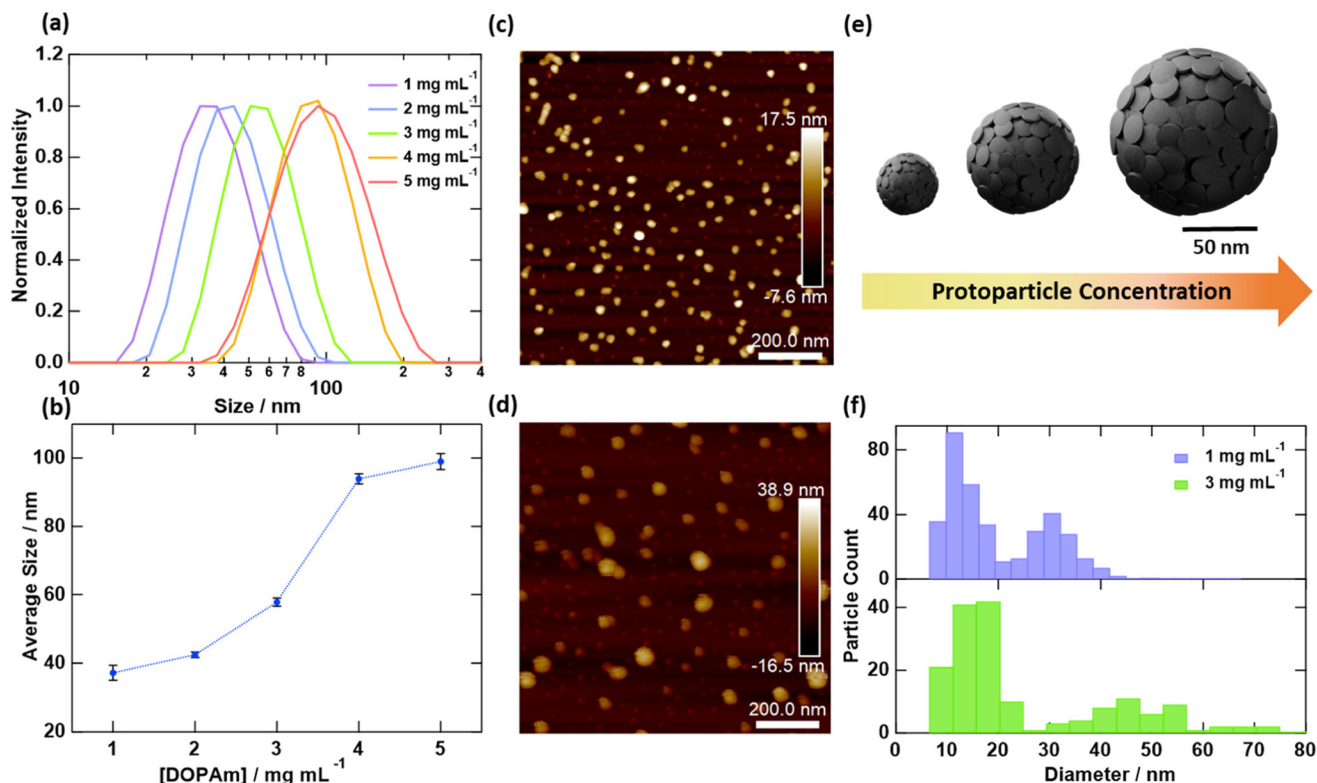 (a)
1.2
1.0
0.8
0.6
0.4
0.2
0.0
Normalized Intensity
1 mg mL⁻¹
2 mg mL⁻¹
3 mg mL⁻¹
4 mg mL⁻¹
5 mg mL⁻¹
10 2 3 4 5 6 7 8 100 2 3 4
Size / nm
(b)
100
80
60
40
20
Average Size / nm
1 2 3 4 5
[DOPAm] / mg mL⁻¹
(c)
17.5 nm
-7.6 nm
200.0 nm
(d)
38.9 nm
-16.5 nm
200.0 nm
(e)
50 nm
Protoparticle Concentration
(f)
80
40
0
1 mg mL⁻¹
3 mg mL⁻¹
Particle Count
40
20
0
0 10 20 30 40 50 60 70 80
Diameter / nm